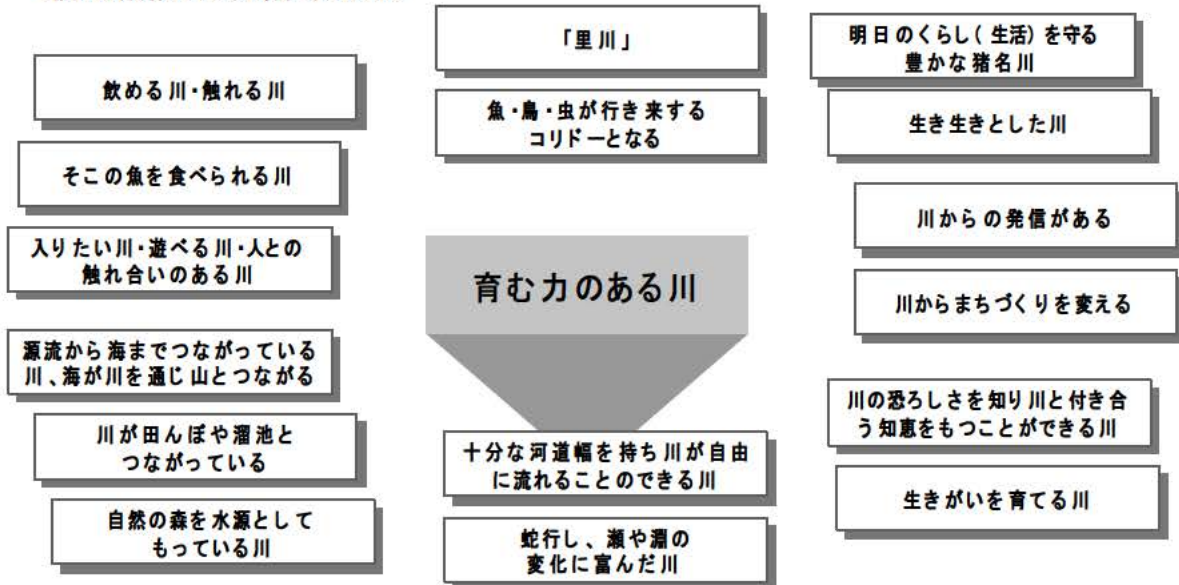 「里川」
明日のくらし(生活)を守る
豊かな猪名川
飲める川・触れる川
魚・鳥・虫が行き来する
コリドーとなる
生き生きとした川
そこの魚を食べられる川
川からの発信がある
入りたい川・遊べる川・人との
触れ合いのある川
育む力のある川
川からまちづくりを変える
源流から海までつながっている
川、海が川を通じ山とつながる
川の恐ろしさを知り川と付き合
う知恵をもつことができる川
川が田んぼや溜池と
つながっている
十分な河道幅を持ち川が自由
に流れることのできる川
生きがいを育てる川
自然の森を水源として
もっている川
蛇行し、瀬や淵の
変化に富んだ川